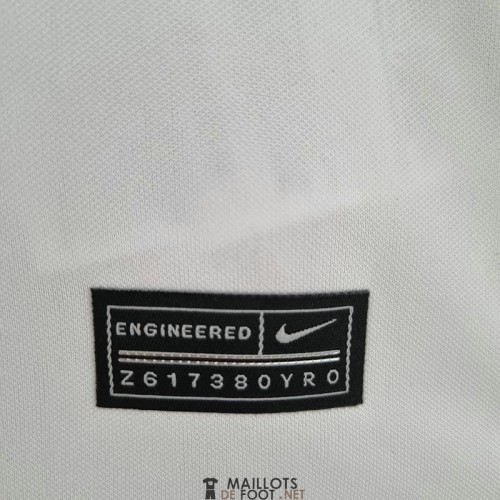 ENGINEERED
Z617380YRO
MAILLOTS
DE FOOT.NET